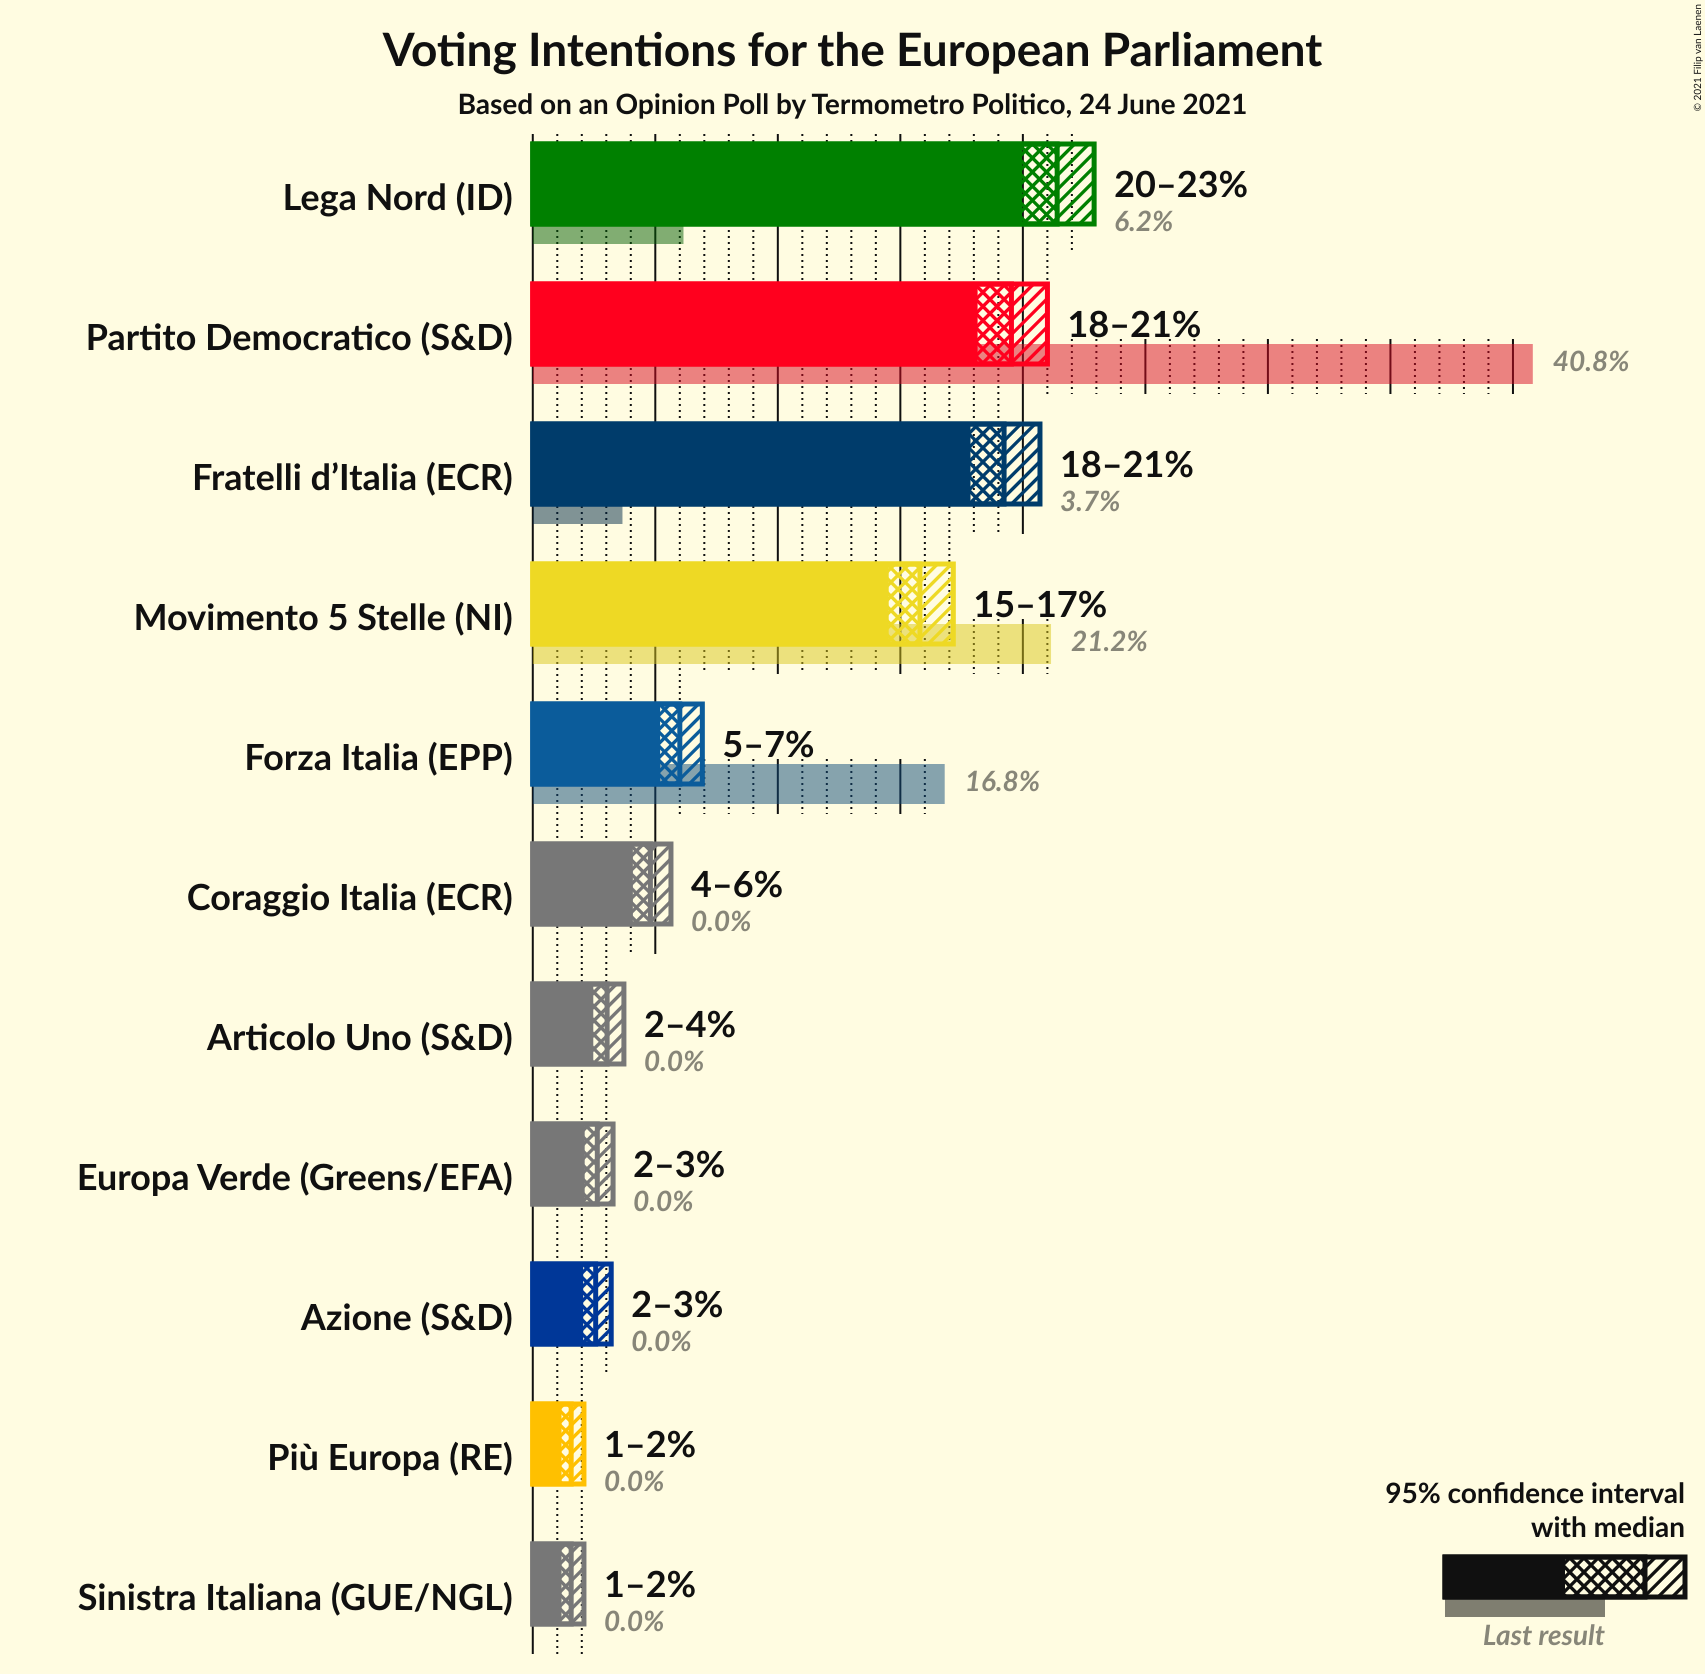 Voting Intentions for the European Parliament
Based on an Opinion Poll by Termometro Politico, 24 June 2021
© 2021 Filip van Laenen
Lega Nord (ID)
20–23%
6.2%
Partito Democratico (S&D)
18–21%
40.8%
Fratelli d’Italia (ECR)
18–21%
3.7%
Movimento 5 Stelle (NI)
15–17%
21.2%
Forza Italia (EPP)
5–7%
16.8%
Coraggio Italia (ECR)
4–6%
0.0%
Articolo Uno (S&D)
2–4%
0.0%
Europa Verde (Greens/EFA)
2–3%
0.0%
Azione (S&D)
2–3%
0.0%
Più Europa (RE)
1–2%
0.0%
Sinistra Italiana (GUE/NGL)
1–2%
0.0%
95% confidence interval
with median
Last result